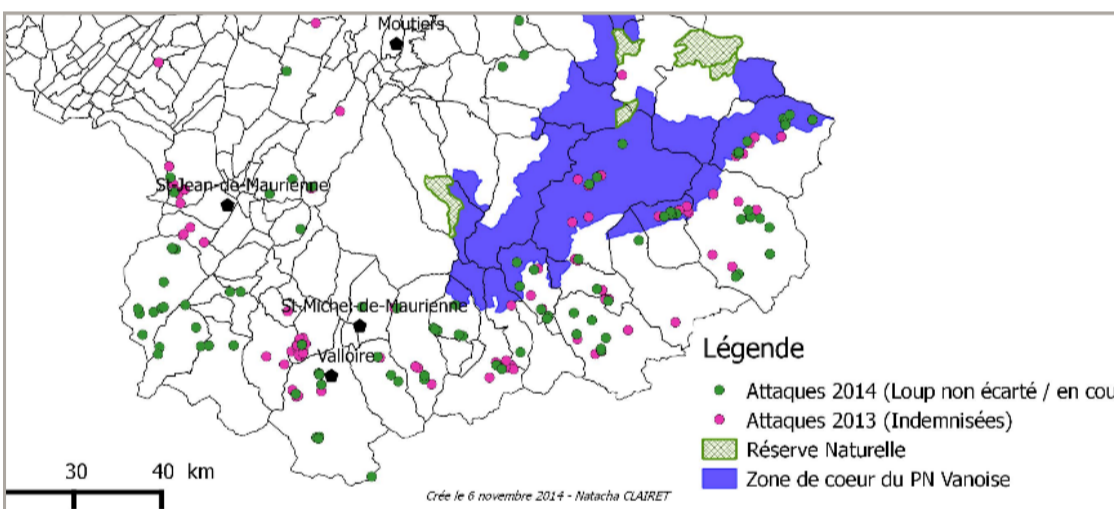 Moutiers
St-Jean-de-Maurienne
St-Michel-de-Maurienne
Valloire
Légende
Attaques 2014 (Loup non écarté / en cou
Attaques 2013 (Indemnisées)
Réserve Naturelle
Zone de coeur du PN Vanoise
30 40 km
Crée le 6 novembre 2014 - Natacha CLAIRET